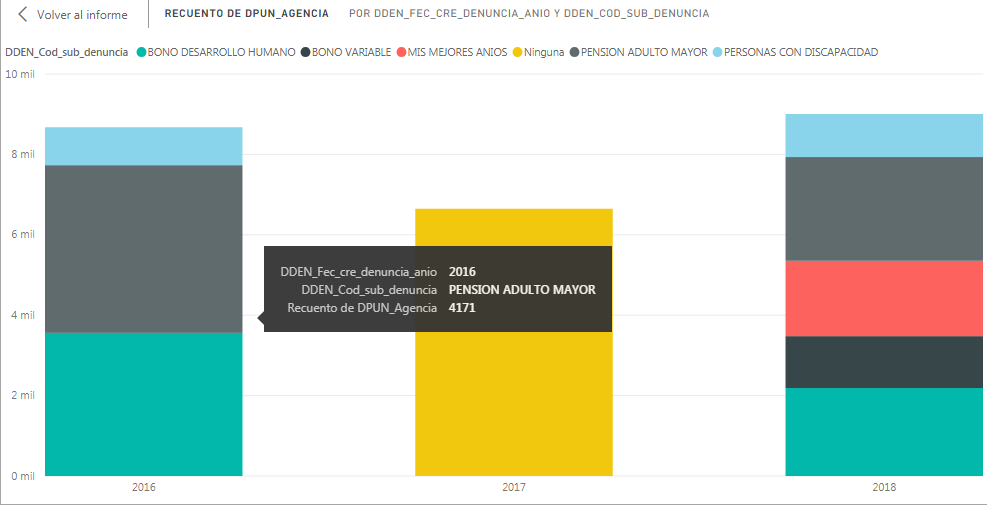 Volver al informe RECUENTO DE DPUN_AGENCIA POR DDEN_FEC_CRE_DENUNCIA_ANIO Y DDEN_COD_SUB_DENUNCIA
DDEN_Cod_sub_denuncia BONO DESARROLLO HUMANO BONO VARIABLE MIS MEJORES ANIOS Ninguna PENSION ADULTO MAYOR PERSONAS CON DISCAPACIDAD
10 mil
8 mil
6 mil
DDEN_Fec_cre_denuncia_anio 2016
DDEN_Cod_sub_denuncia PENSION ADULTO MAYOR
Recuento de DPUN_Agencia 4171
4 mil
2 mil
0 mil
2016 2017 2018